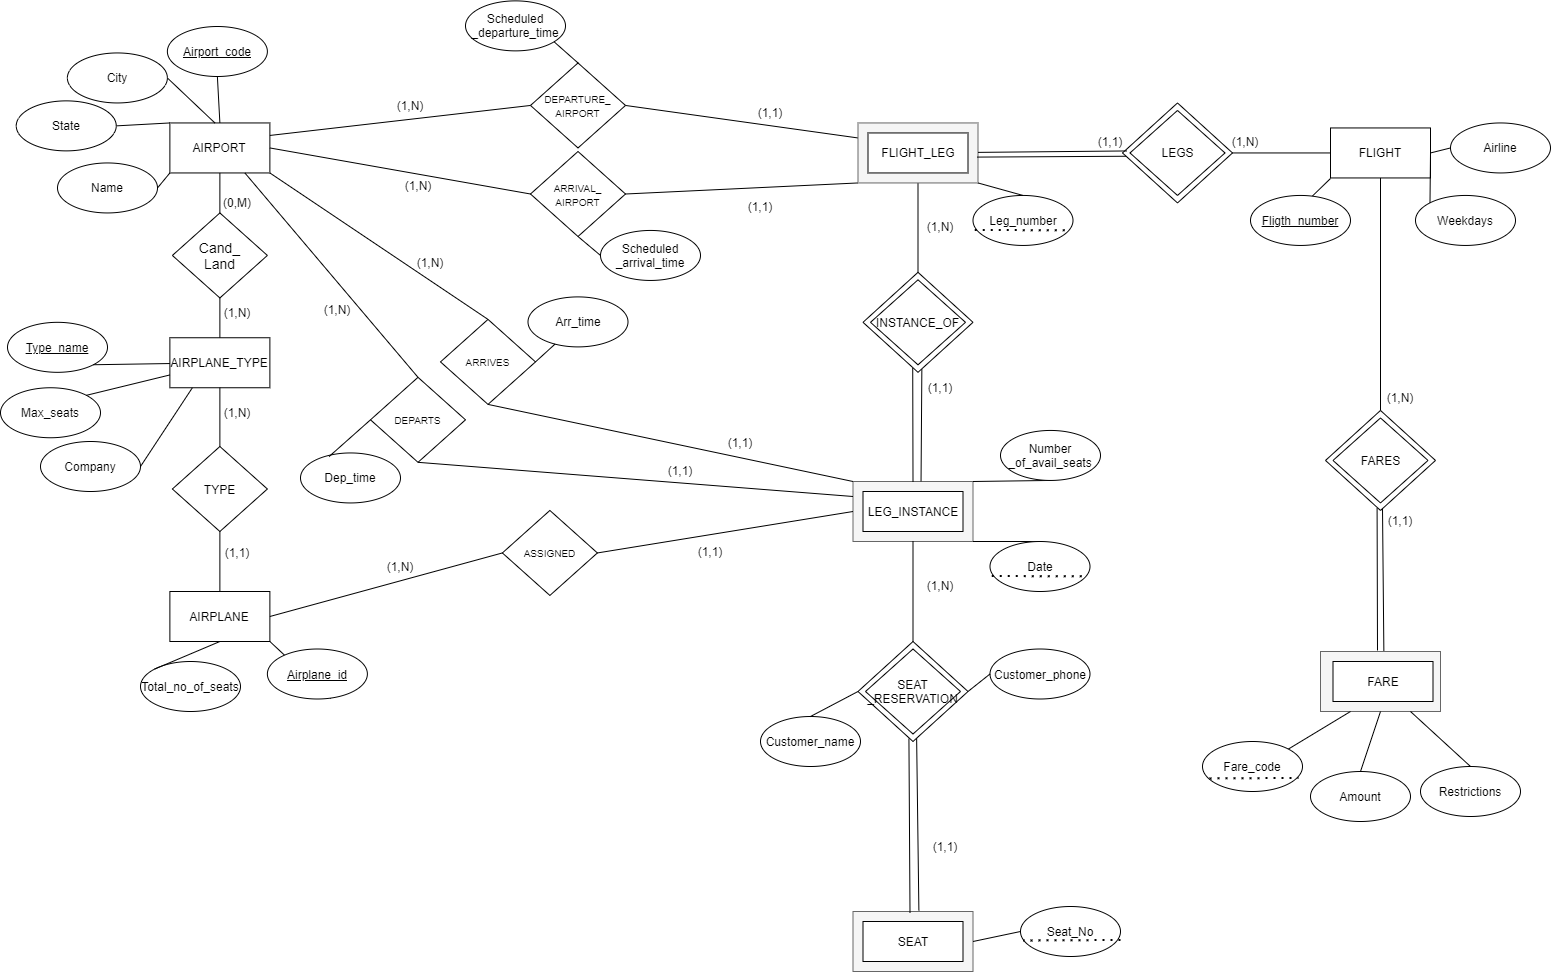 Scheduled
_departure_time
Airport_code
City
State
Name
AIRPORT
(1,N)
DEPARTURE_
AIRPORT
(1,1)
(1,N)
ARRIVAL_
AIRPORT
(1,1)
Scheduled
_arrival_time
FLIGHT_LEG
Leg_number
(1,1)
LEGS
(1,N)
FLIGHT
Airline
Fligth_number
Weekdays
(0,M)
Cand_
Land
(1,N)
Type_name
AIRPLANE_TYPE
Max_seats
Company
(1,N)
TYPE
(1,1)
AIRPLANE
Total_no_of_seats
Airplane_id
(1,N)
ARRIVES
Arr_time
(1,1)
(1,N)
DEPARTS
Dep_time
(1,1)
(1,N)
ASSIGNED
(1,1)
(1,N)
INSTANCE_OF
(1,1)
LEG_INSTANCE
Number
_of_avail_seats
Date
(1,N)
SEAT
_RESERVATION
Customer_phone
Customer_name
(1,1)
SEAT
Seat_No
(1,N)
FARES
(1,1)
FARE
Fare_code
Amount
Restrictions